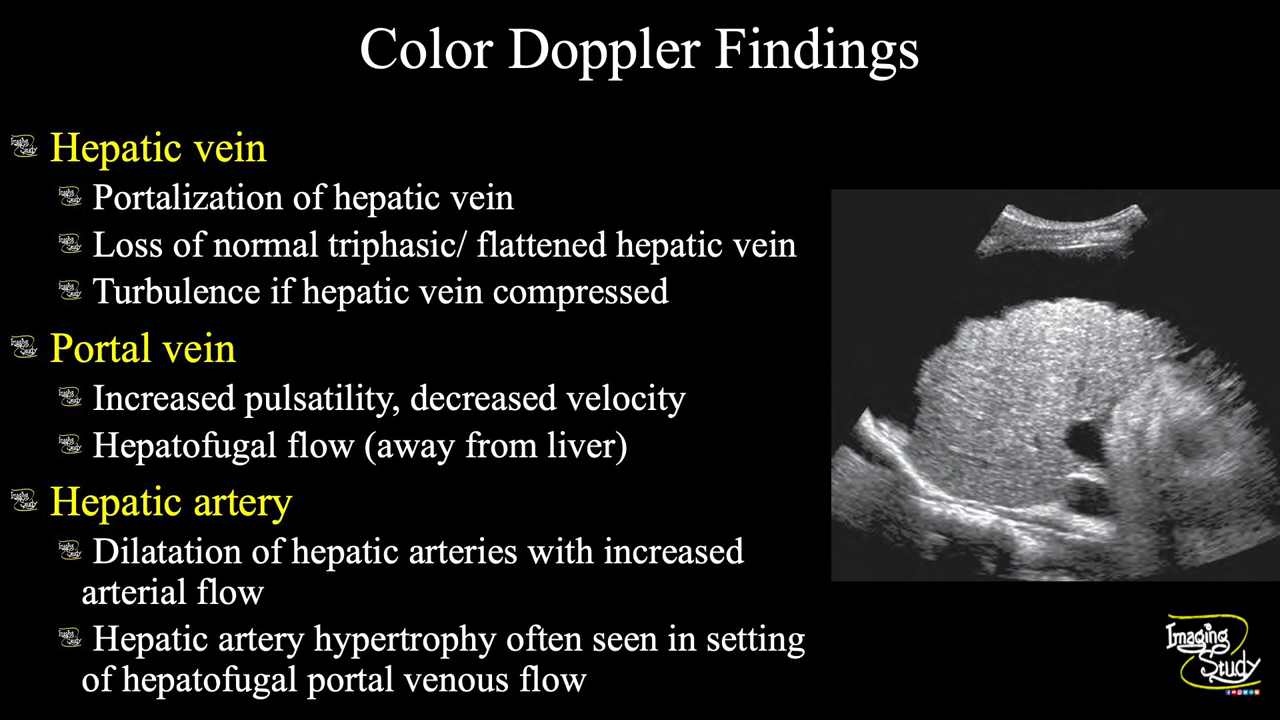 Color Doppler Findings
Hepatic vein
Portalization of hepatic vein
Loss of normal triphasic/ flattened hepatic vein
Turbulence if hepatic vein compressed
Portal vein
Increased pulsatility, decreased velocity
Hepatofugal flow (away from liver)
Hepatic artery
Dilatation of hepatic arteries with increased
arterial flow
Hepatic artery hypertrophy often seen in setting
of hepatofugal portal venous flow
Imaging
Study